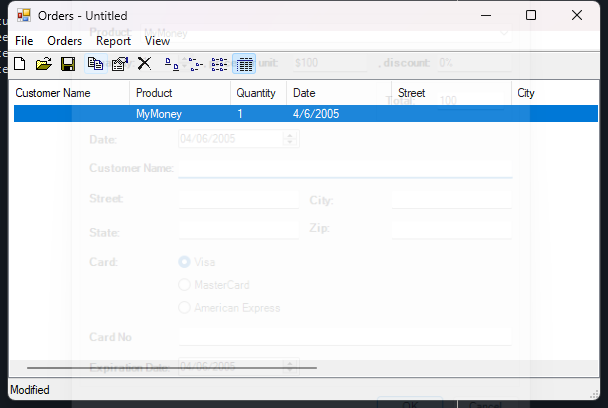 Orders - Untitled
Product: MyMoney
File Orders Report View
unit: $100 , discount: 0%
Customer Name Product Quantity Date Street City
Total: 100
MyMoney 1 4/6/2005
Date: 04/06/2005
Customer Name:
Street: City:
State: Zip:
Card: Visa
MasterCard
American Express
Card No
Expiration Date: 04/06/2005
Modified
OK Cancel